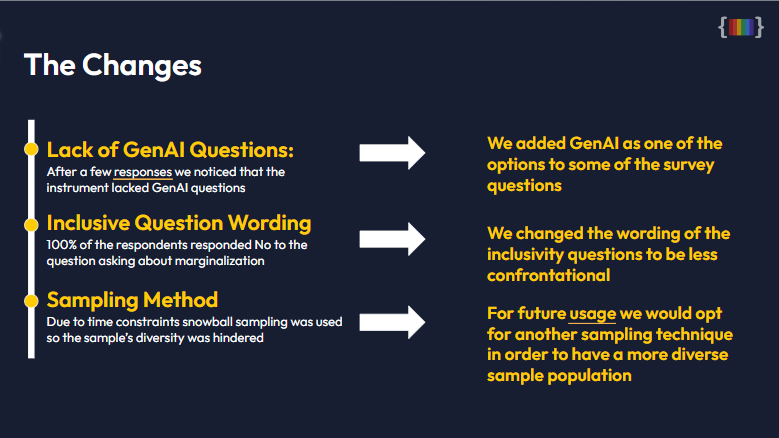 The Changes
Lack of GenAI Questions:
After a few responses we noticed that the
instrument lacked GenAI questions
We added GenAI as one of the
options to some of the survey
questions
Inclusive Question Wording
100% of the respondents responded No to the
question asking about marginalization
We changed the wording of the
inclusivity questions to be less
confrontational
Sampling Method
Due to time constraints snowball sampling was used
so the sample's diversity was hindered
For future usage we would opt
for another sampling technique
in order to have a more diverse
sample population